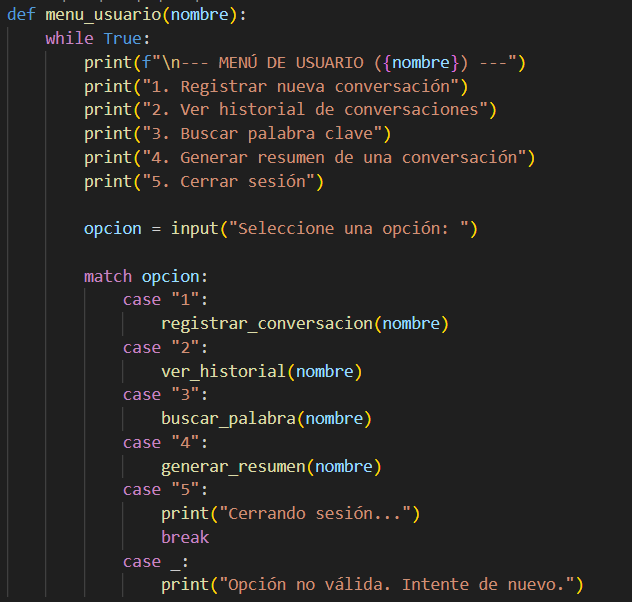 def menu_usuario(nombre):
    while True:
        print(f"\n--- MENÚ DE USUARIO ({nombre}) ---")
        print("1. Registrar nueva conversación")
        print("2. Ver historial de conversaciones")
        print("3. Buscar palabra clave")
        print("4. Generar resumen de una conversación")
        print("5. Cerrar sesión")

        opcion = input("Seleccione una opción: ")

        match opcion:
            case "1":
                registrar_conversacion(nombre)
            case "2":
                ver_historial(nombre)
            case "3":
                buscar_palabra(nombre)
            case "4":
                generar_resumen(nombre)
            case "5":
                print("Cerrando sesión...")
                break
            case _:
                print("Opción no válida. Intente de nuevo.")